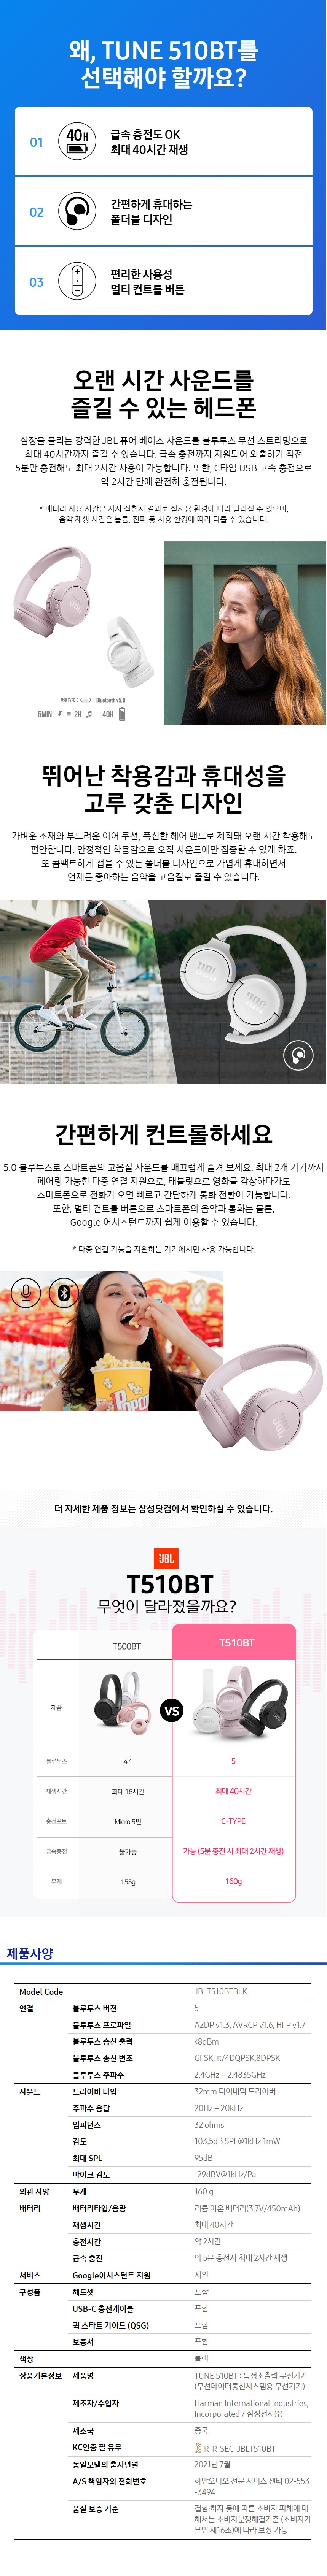 왜, TUNE 510BT를
선택해야 할까요?
01
40H
급속 충전도 OK
최대 40시간 재생
02
간편하게 휴대하는
폴더블 디자인
03
편리한 사용성
멀티 컨트롤 버튼
오랜 시간 사운드를
즐길 수 있는 헤드폰
심장을 울리는 강력한 JBL 퓨어 베이스 사운드를 블루투스 무선 스트리밍으로
최대 40시간까지 즐길 수 있습니다. 급속 충전까지 지원되어 외출하기 직전
5분만 충전해도 최대 2시간 사용이 가능합니다. 또한, C타입 USB 고속 충전으로
약 2시간 만에 완전히 충전됩니다.
* 배터리 사용 시간은 자사 실험치 결과로 실사용 환경에 따라 달라질 수 있으며,
음악 재생 시간은 볼륨, 전파 등 사용 환경에 따라 다를 수 있습니다.
JBL
USB TYPE-C
Bluetooth v5.0
5MIN = 2H 40H
뛰어난 착용감과 휴대성을
고루 갖춘 디자인
가벼운 소재와 부드러운 이어 쿠션, 푹신한 헤어 밴드로 제작돼 오랜 시간 착용해도
편안합니다. 안정적인 착용감으로 오직 사운드에만 집중할 수 있게 하죠.
또 콤팩트하게 접을 수 있는 폴더블 디자인으로 가볍게 휴대하면서
언제든 좋아하는 음악을 고음질로 즐길 수 있습니다.
JBL
JBL
간편하게 컨트롤하세요
5.0 블루투스로 스마트폰의 고음질 사운드를 매끄럽게 즐겨 보세요. 최대 2개 기기까지
페어링 가능한 다중 연결 지원으로, 태블릿으로 영화를 감상하다가도
스마트폰으로 전화가 오면 빠르고 간단하게 통화 전환이 가능합니다.
또한, 멀티 컨트롤 버튼으로 스마트폰의 음악과 통화는 물론,
Google 어시스턴트까지 쉽게 이용할 수 있습니다.
* 다중 연결 기능을 지원하는 기기에서만 사용 가능합니다.
JBL
더 자세한 제품 정보는 삼성닷컴에서 확인하실 수 있습니다.
JBL
T510BT
무엇이 달라졌을까요?
T500BT
T510BT
제품
VS
블루투스 4.1 5
재생시간 최대 16시간 최대 40시간
충전포트 Micro 5핀 C-TYPE
급속충전 불가능 가능 (5분 충전 시 최대 2시간 재생)
무게 155g 160g
제품사양
Model Code JBLT510BTBLK
연결 블루투스 버전 5
블루투스 프로파일 A2DP v1.3, AVRCP v1.6, HFP v1.7
블루투스 송신 출력 <8dBm
블루투스 송신 변조 GFSK, π/4DQPSK,8DPSK
블루투스 주파수 2.4GHz – 2.4835GHz
사운드 드라이버 타입 32mm 다이내믹 드라이버
주파수 응답 20Hz – 20kHz
임피던스 32 ohms
감도 103.5dB SPL@1kHz 1mW
최대 SPL 95dB
마이크 감도 -29dBV@1kHz/Pa
외관 사양 무게 160 g
배터리 배터리타입/용량 리튬 이온 배터리(3.7V/450mAh)
재생시간 최대 40시간
충전시간 약 2시간
급속 충전 약 5분 충전시 최대 2시간 재생
서비스 Google어시스턴트 지원 지원
구성품 헤드셋 포함
USB-C 충전케이블 포함
퀵 스타트 가이드 (QSG) 포함
보증서 포함
색상 블랙
상품기본정보 제품명 TUNE 510BT : 특정소출력 무선기기
(무선데이터통신시스템용 무선기기)
제조자/수입자 Harman International Industries,
Incorporated / 삼성전자㈜
제조국 중국
KC인증 필 유무 R-R-SEC-JBLT510BT
동일모델의 출시년월 2021년 7월
A/S 책임자와 전화번호 하만오디오 전문 서비스 센터 02-553
-3494
품질 보증 기준 결함·하자 등에 따른 소비자 피해에 대
해서는 소비자분쟁해결기준 (소비자기
본법 제16조)에 따라 보상 가능